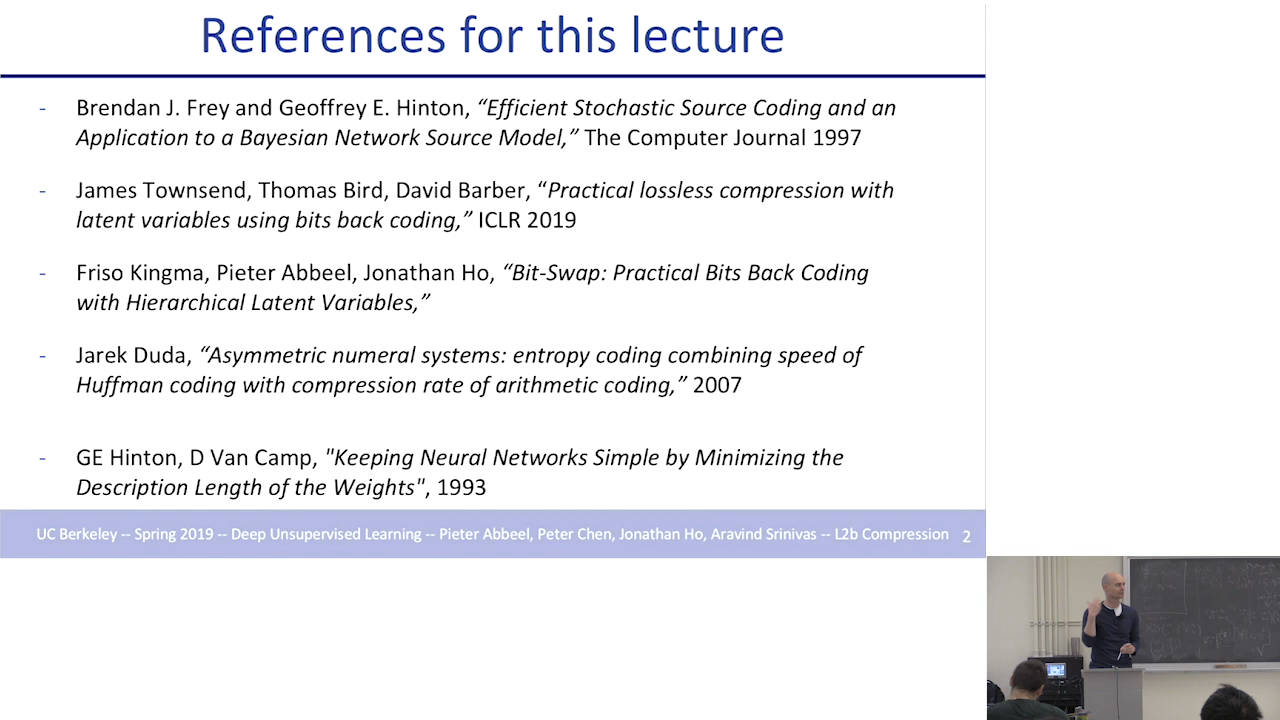 References for this lecture
- Brendan J. Frey and Geoffrey E. Hinton, “Efficient Stochastic Source Coding and an
Application to a Bayesian Network Source Model,” The Computer Journal 1997
- James Townsend, Thomas Bird, David Barber, “Practical lossless compression with
latent variables using bits back coding,” ICLR 2019
- Friso Kingma, Pieter Abbeel, Jonathan Ho, “Bit-Swap: Practical Bits Back Coding
with Hierarchical Latent Variables,”
- Jarek Duda, “Asymmetric numeral systems: entropy coding combining speed of
Huffman coding with compression rate of arithmetic coding,” 2007
- GE Hinton, D Van Camp, "Keeping Neural Networks Simple by Minimizing the
Description Length of the Weights", 1993
UC Berkeley -- Spring 2019 -- Deep Unsupervised Learning -- Pieter Abbeel, Peter Chen, Jonathan Ho, Aravind Srinivas -- L2b Compression 2